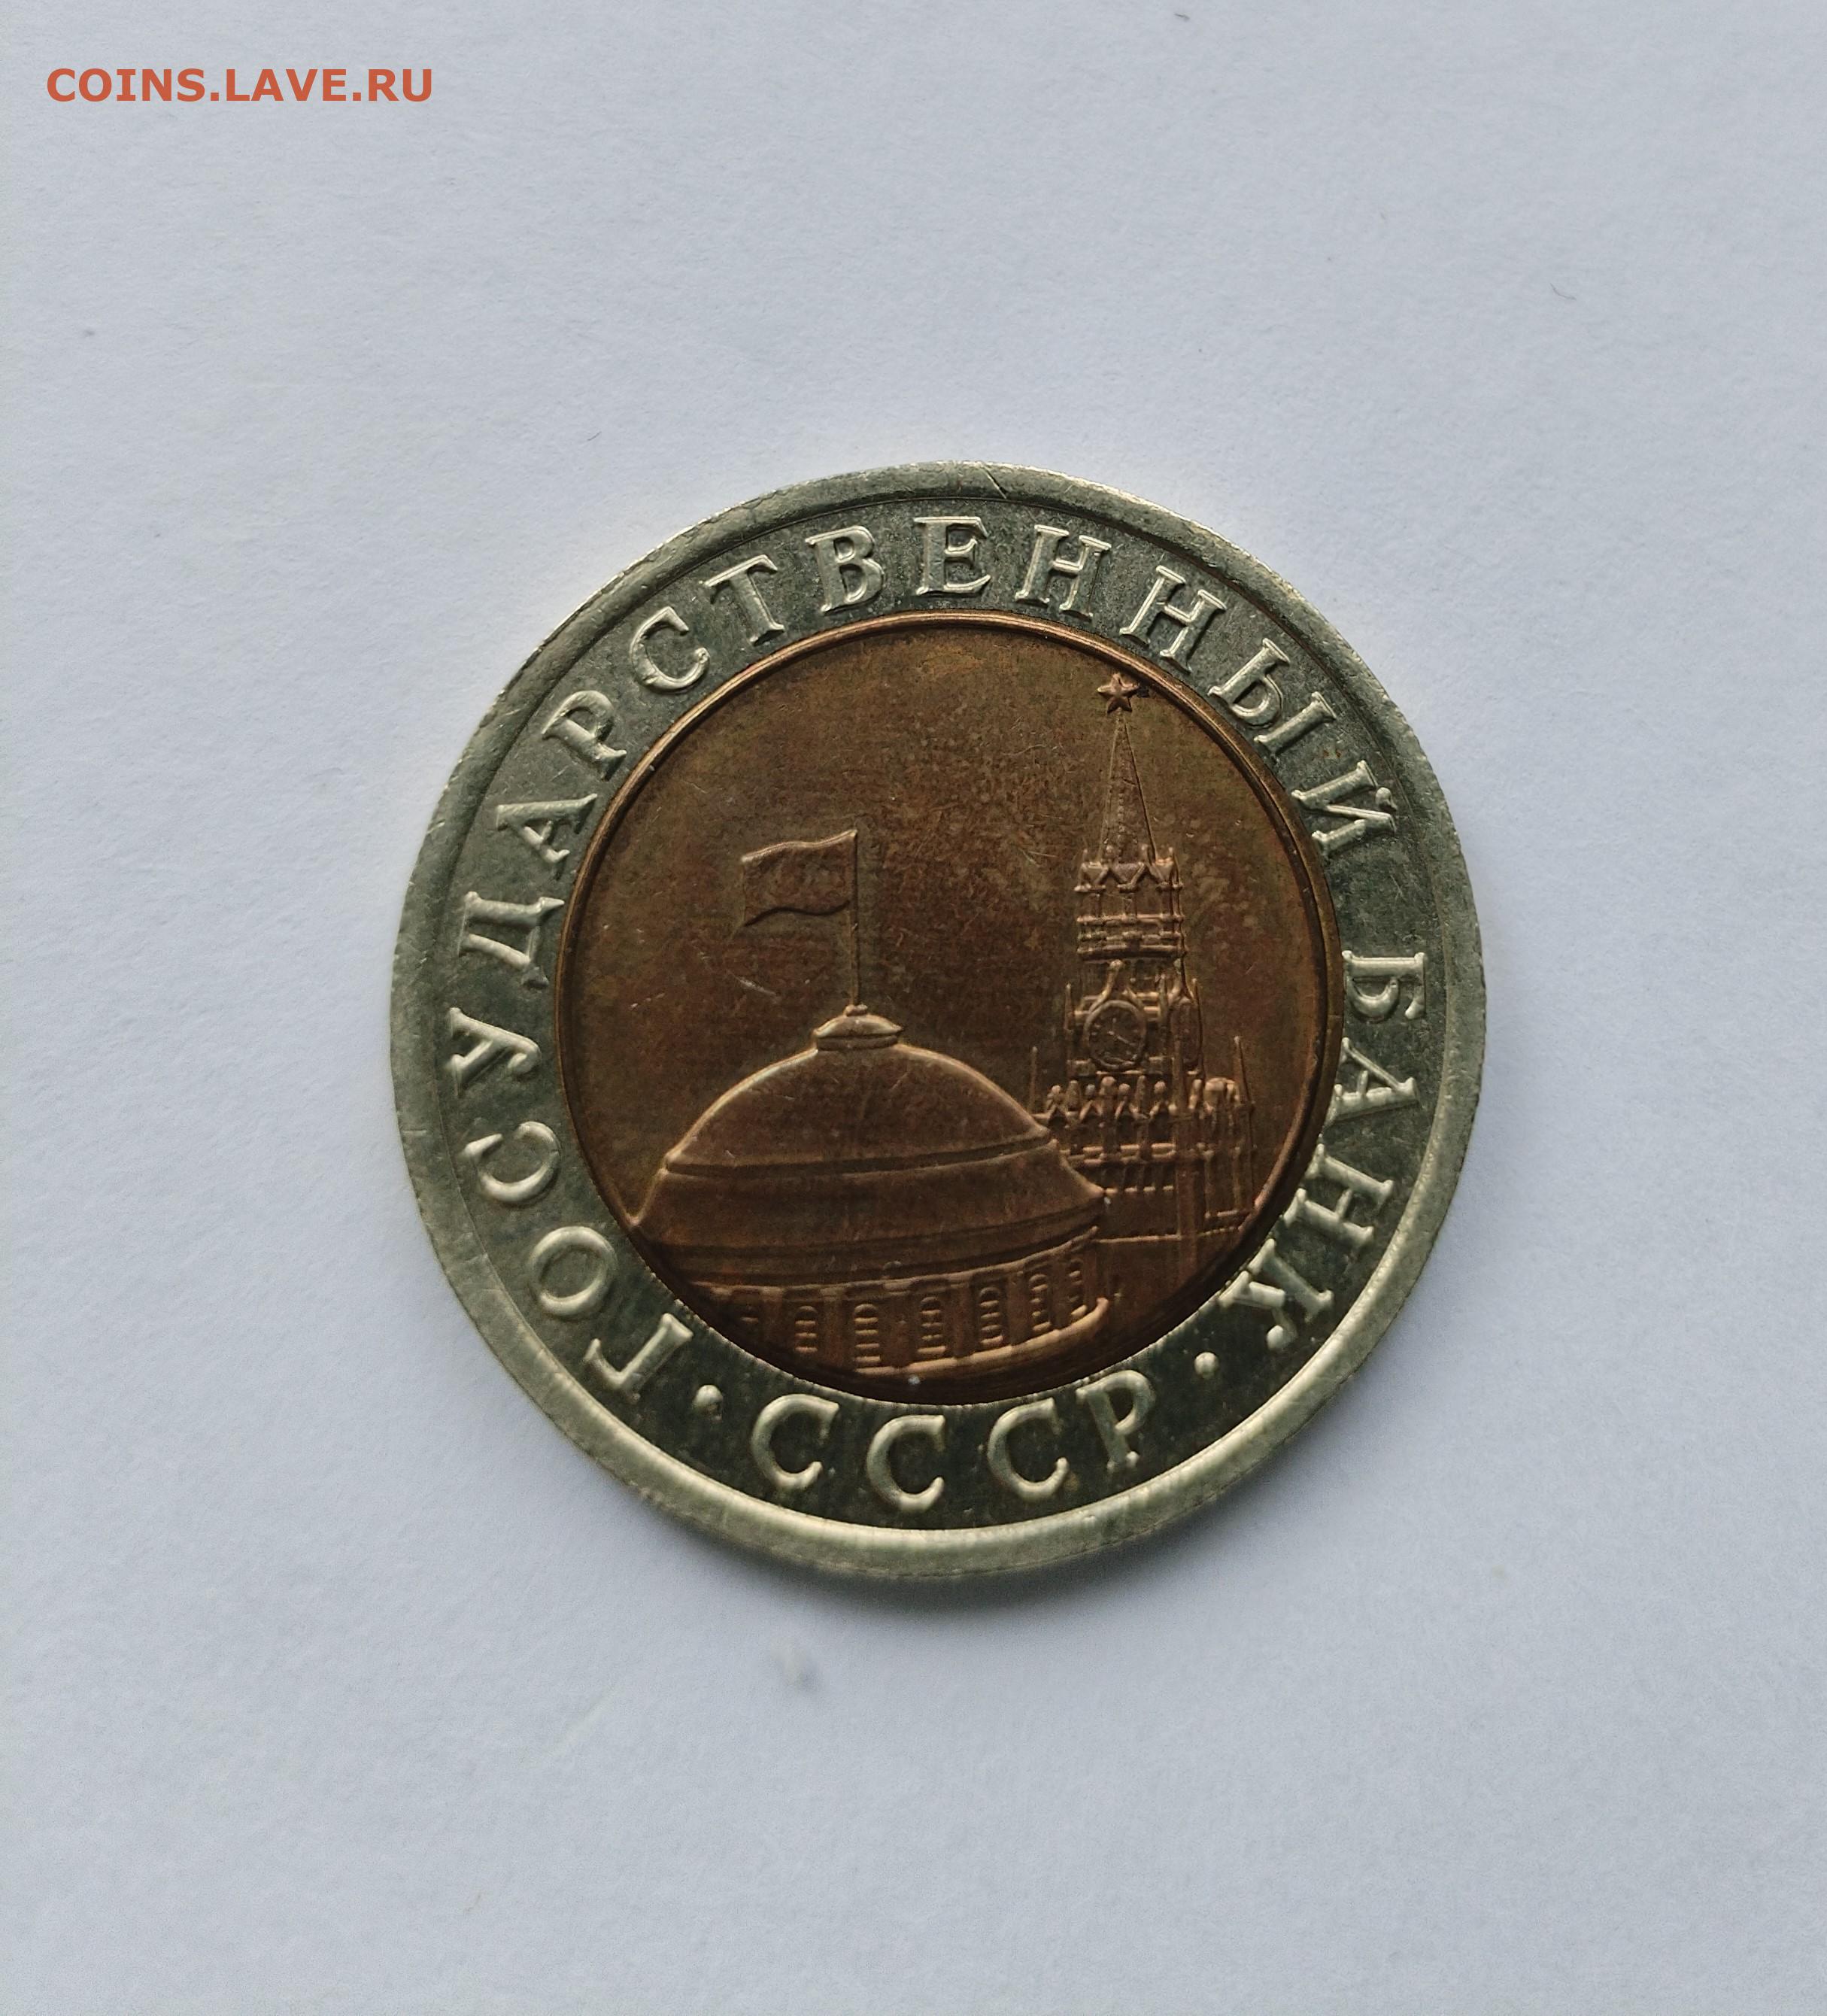 COINS.LAVE.RU
ГОСУДАРСТВЕННЫЙ БАНК
· СССР ·